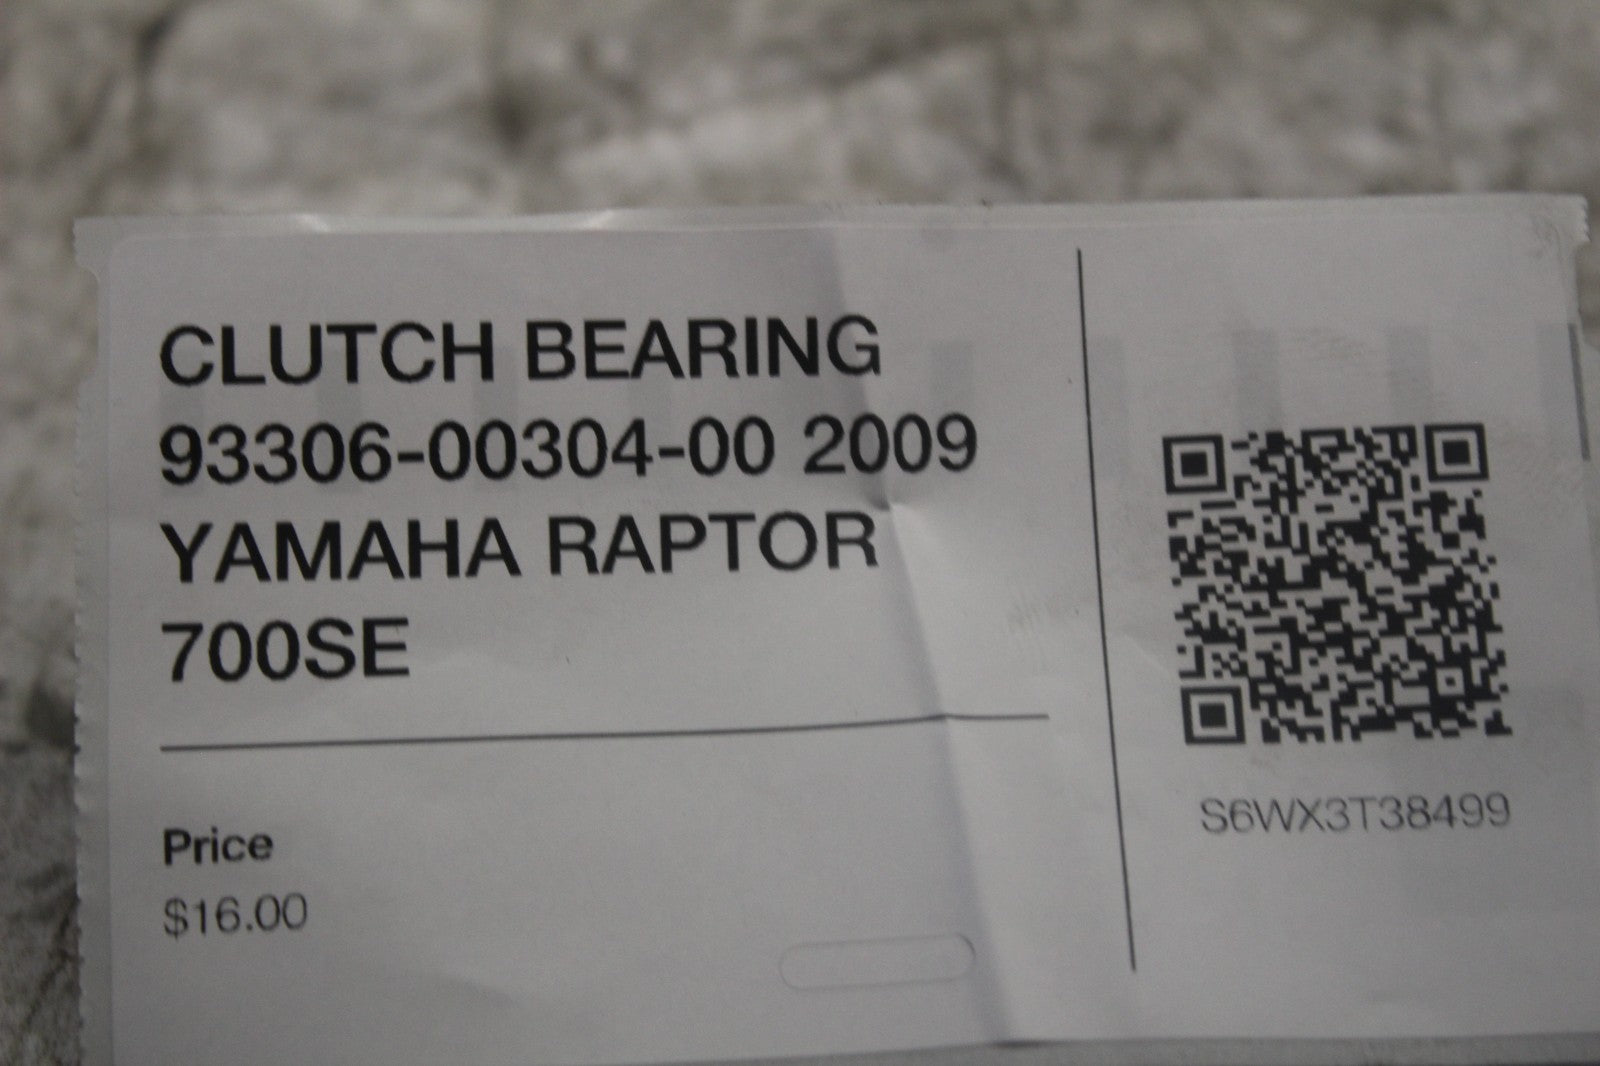 CLUTCH BEARING
93306-00304-00 2009
YAMAHA RAPTOR
700SE
Price
$16.00
S6WX3T38499